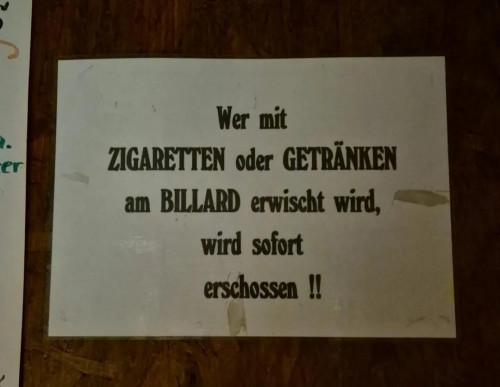 Wer mit
ZIGARETTEN oder GETRÄNKEN
am BILLARD erwischt wird,
wird sofort
erschossen !!